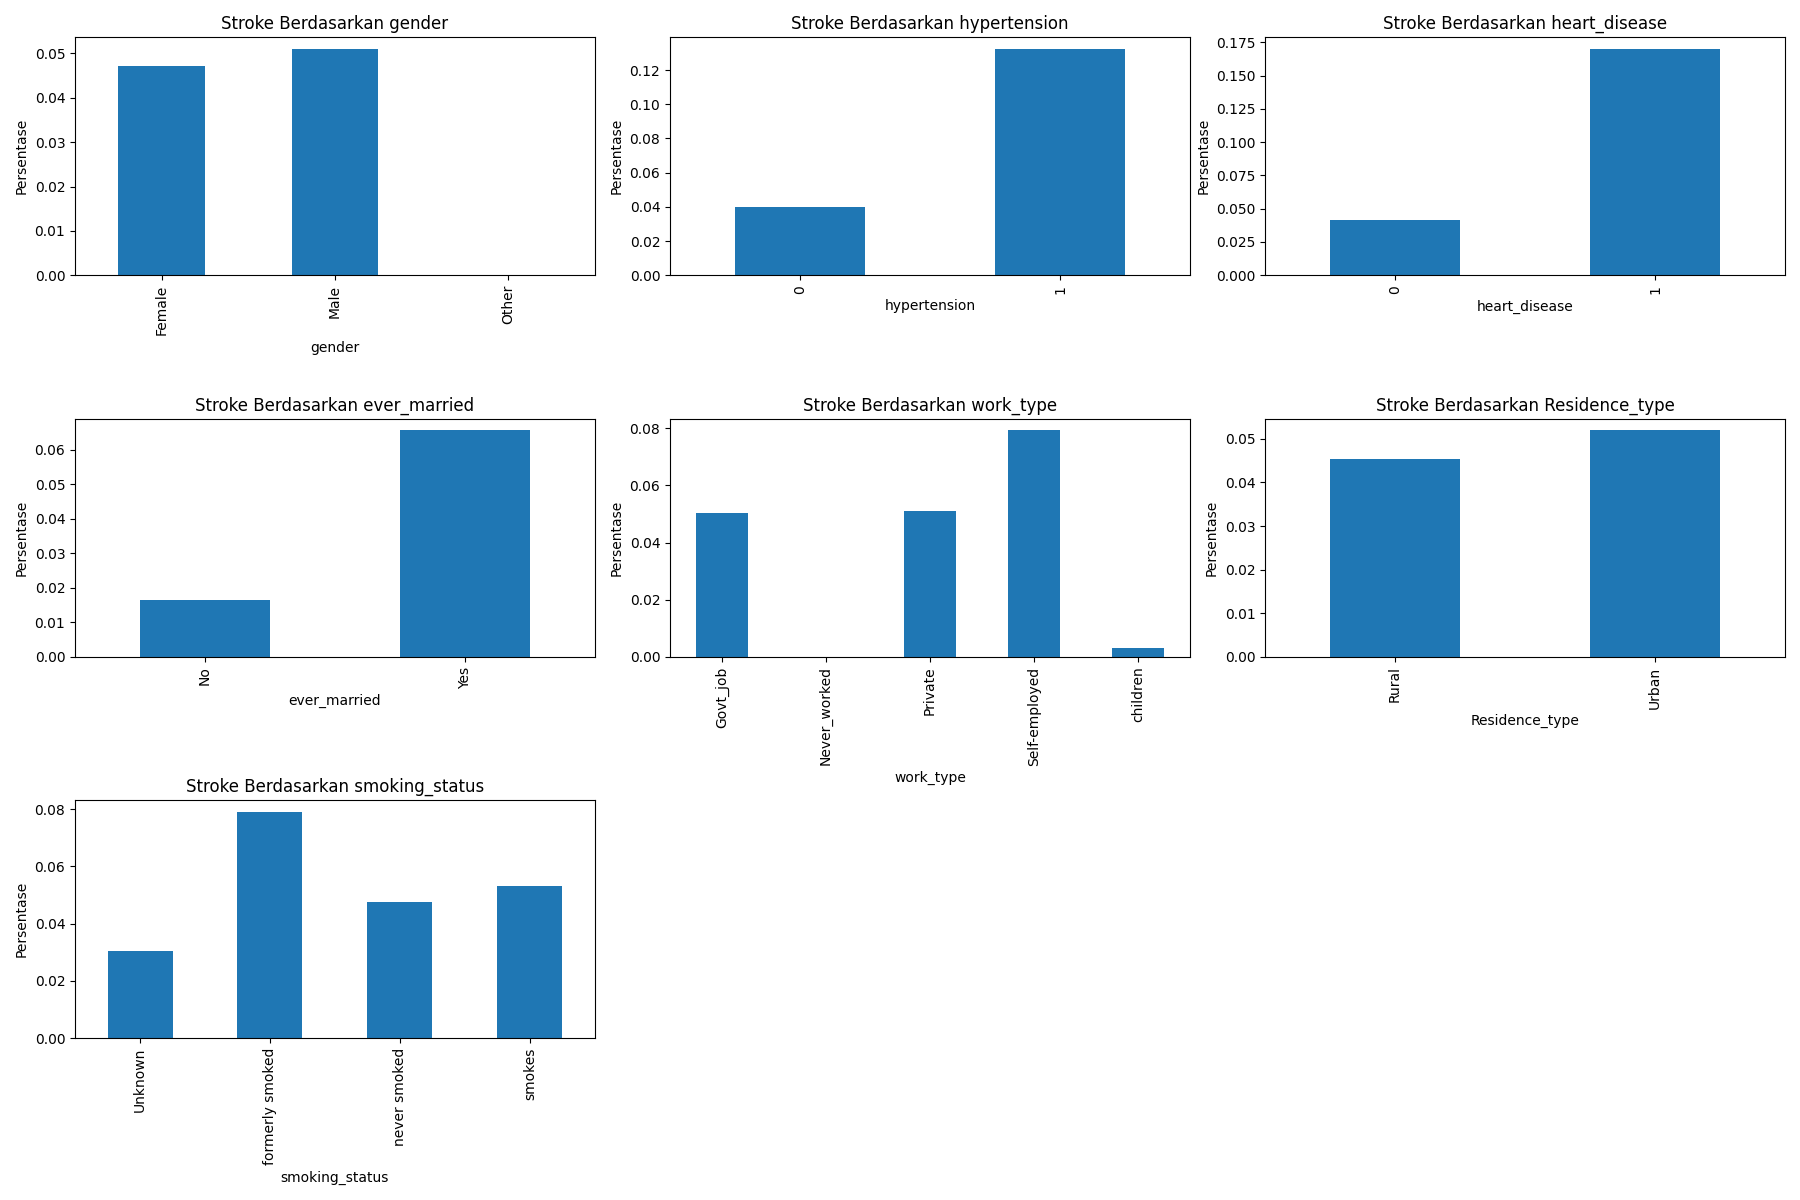 Stroke Berdasarkan gender
Persentase
0.05
0.04
0.03
0.02
0.01
0.00
Female
Male
Other
gender
Stroke Berdasarkan hypertension
Persentase
0.12
0.10
0.08
0.06
0.04
0.02
0.00
0
1
hypertension
Stroke Berdasarkan heart_disease
Persentase
0.175
0.150
0.125
0.100
0.075
0.050
0.025
0.000
0
1
heart_disease
Stroke Berdasarkan ever_married
Persentase
0.06
0.05
0.04
0.03
0.02
0.01
0.00
No
Yes
ever_married
Stroke Berdasarkan work_type
Persentase
0.08
0.06
0.04
0.02
0.00
Govt_job
Never_worked
Private
Self-employed
children
work_type
Stroke Berdasarkan Residence_type
Persentase
0.05
0.04
0.03
0.02
0.01
0.00
Rural
Urban
Residence_type
Stroke Berdasarkan smoking_status
Persentase
0.08
0.06
0.04
0.02
0.00
Unknown
formerly smoked
never smoked
smokes
smoking_status